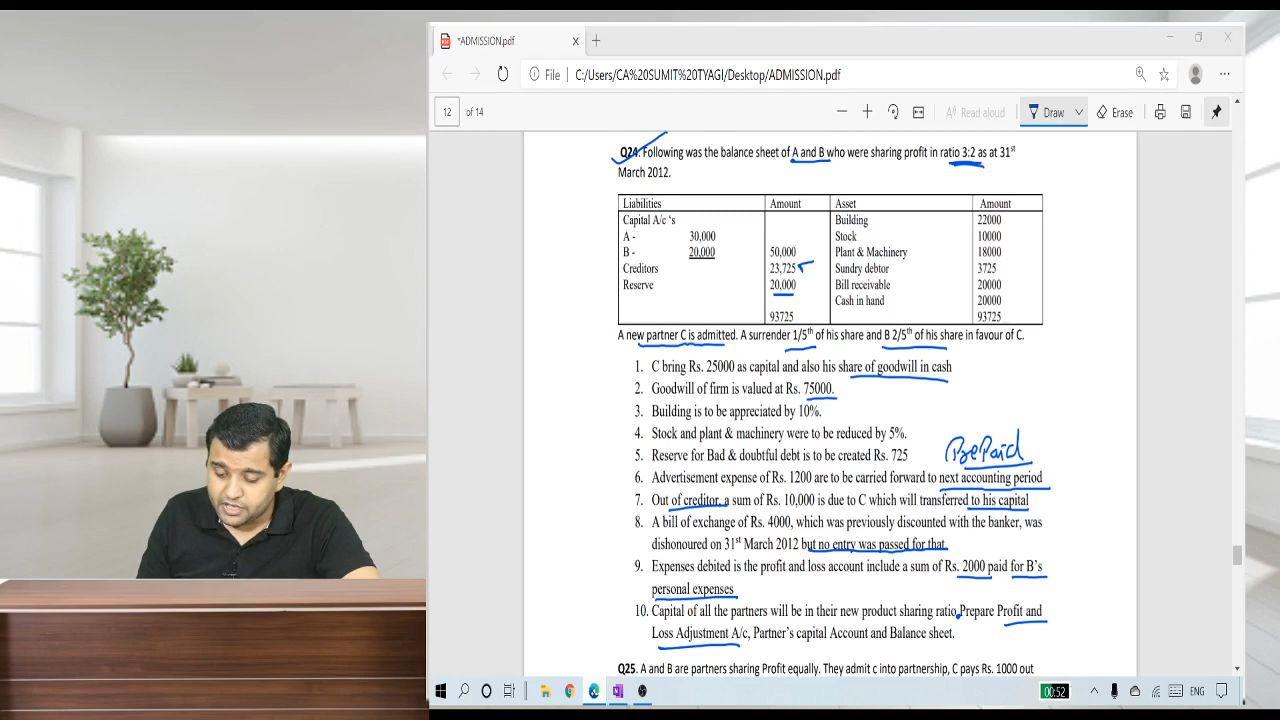 *ADMISSION.pdf
File | C:/Users/CA%20SUMIT%20TYAGI/Desktop/ADMISSION.pdf
12 of 14 Read aloud Draw Erase
Q24. Following was the balance sheet of A and B who were sharing profit in ratio 3:2 as at 31st
March 2012.
Liabilities Amount Asset Amount
Capital A/c 's Building 22000
A - 30,000 Stock 10000
B - 20,000 50,000 Plant & Machinery 18000
Creditors 23,725 Sundry debtor 3725
Reserve 20,000 Bill receivable 20000
Cash in hand 20000
93725 93725
A new partner C is admitted. A surrender 1/5th of his share and B 2/5th of his share in favour of C.
1. C bring Rs. 25000 as capital and also his share of goodwill in cash
2. Goodwill of firm is valued at Rs. 75000.
3. Building is to be appreciated by 10%.
4. Stock and plant & machinery were to be reduced by 5%.
5. Reserve for Bad & doubtful debt is to be created Rs. 725
6. Advertisement expense of Rs. 1200 are to be carried forward to next accounting period
7. Out of creditor, a sum of Rs. 10,000 is due to C which will transferred to his capital
8. A bill of exchange of Rs. 4000, which was previously discounted with the banker, was
dishonoured on 31st March 2012 but no entry was passed for that.
9. Expenses debited is the profit and loss account include a sum of Rs. 2000 paid for B's
personal expenses
10. Capital of all the partners will be in their new product sharing ratio.Prepare Profit and
Loss Adjustment A/c, Partner's capital Account and Balance sheet.
Q25. A and B are partners sharing Profit equally. They admit c into partnership, C pays Rs. 1000 out
00:52 ENG